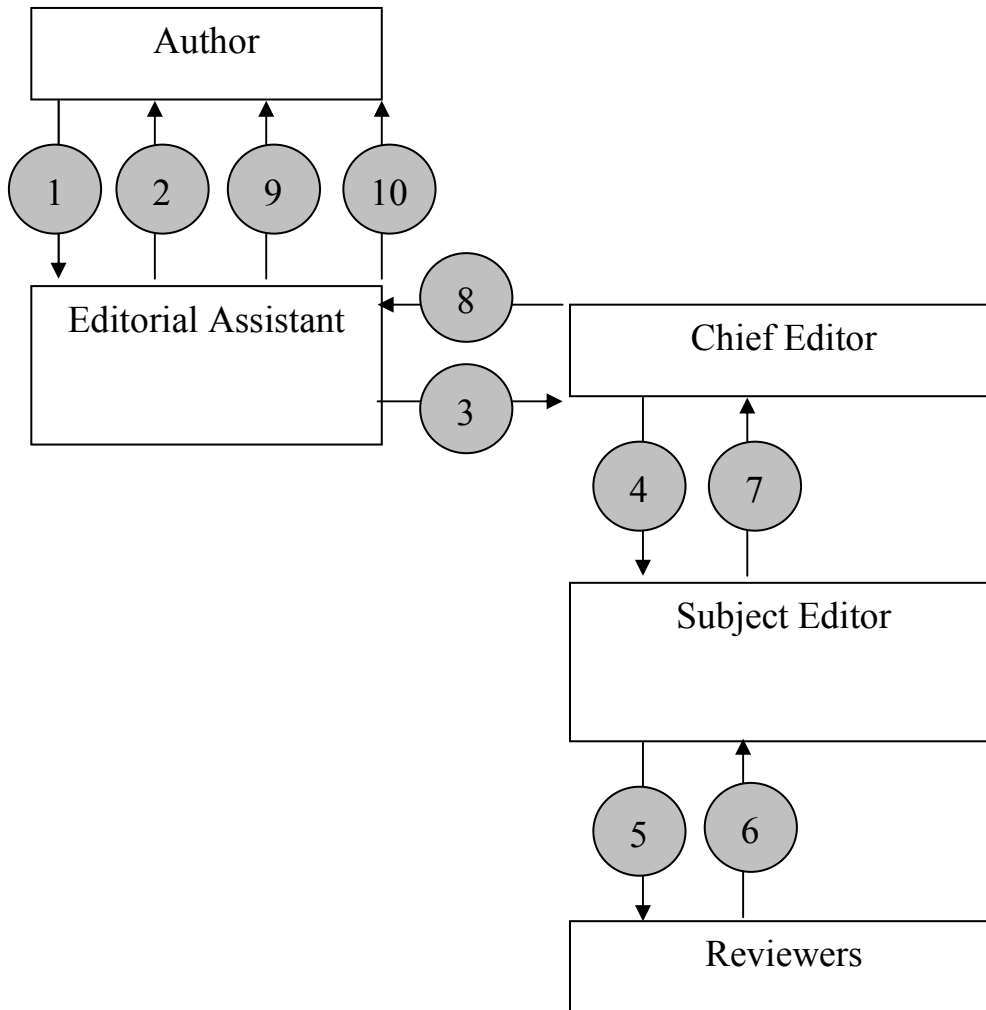 Author
1 2 9 10
Editorial Assistant
8
Chief Editor
3
4 7
Subject Editor
5 6
Reviewers